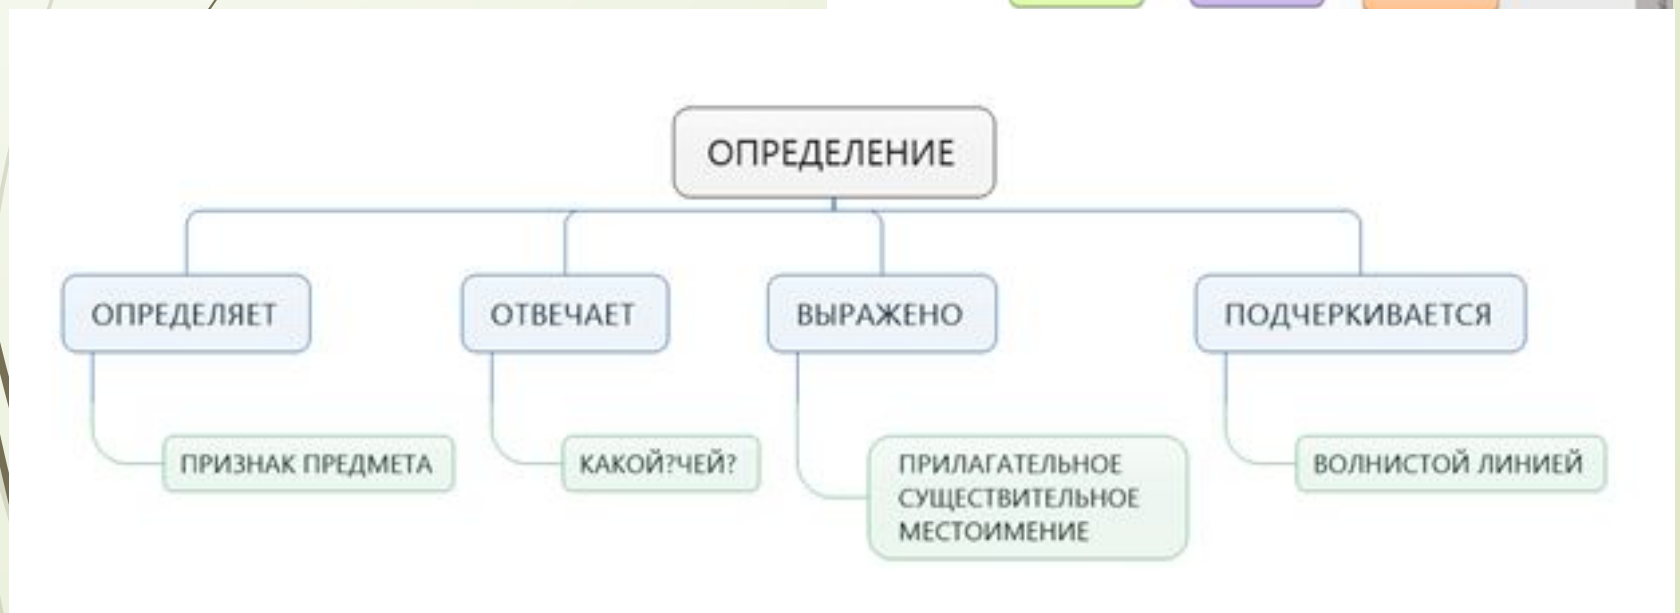 ОПРЕДЕЛЕНИЕ
ОПРЕДЕЛЯЕТ
ОТВЕЧАЕТ
ВЫРАЖЕНО
ПОДЧЕРКИВАЕТСЯ
ПРИЗНАК ПРЕДМЕТА
КАКОЙ?ЧЕЙ?
ПРИЛАГАТЕЛЬНОЕ
СУЩЕСТВИТЕЛЬНОЕ
МЕСТОИМЕНИЕ
ВОЛНИСТОЙ ЛИНИЕЙ